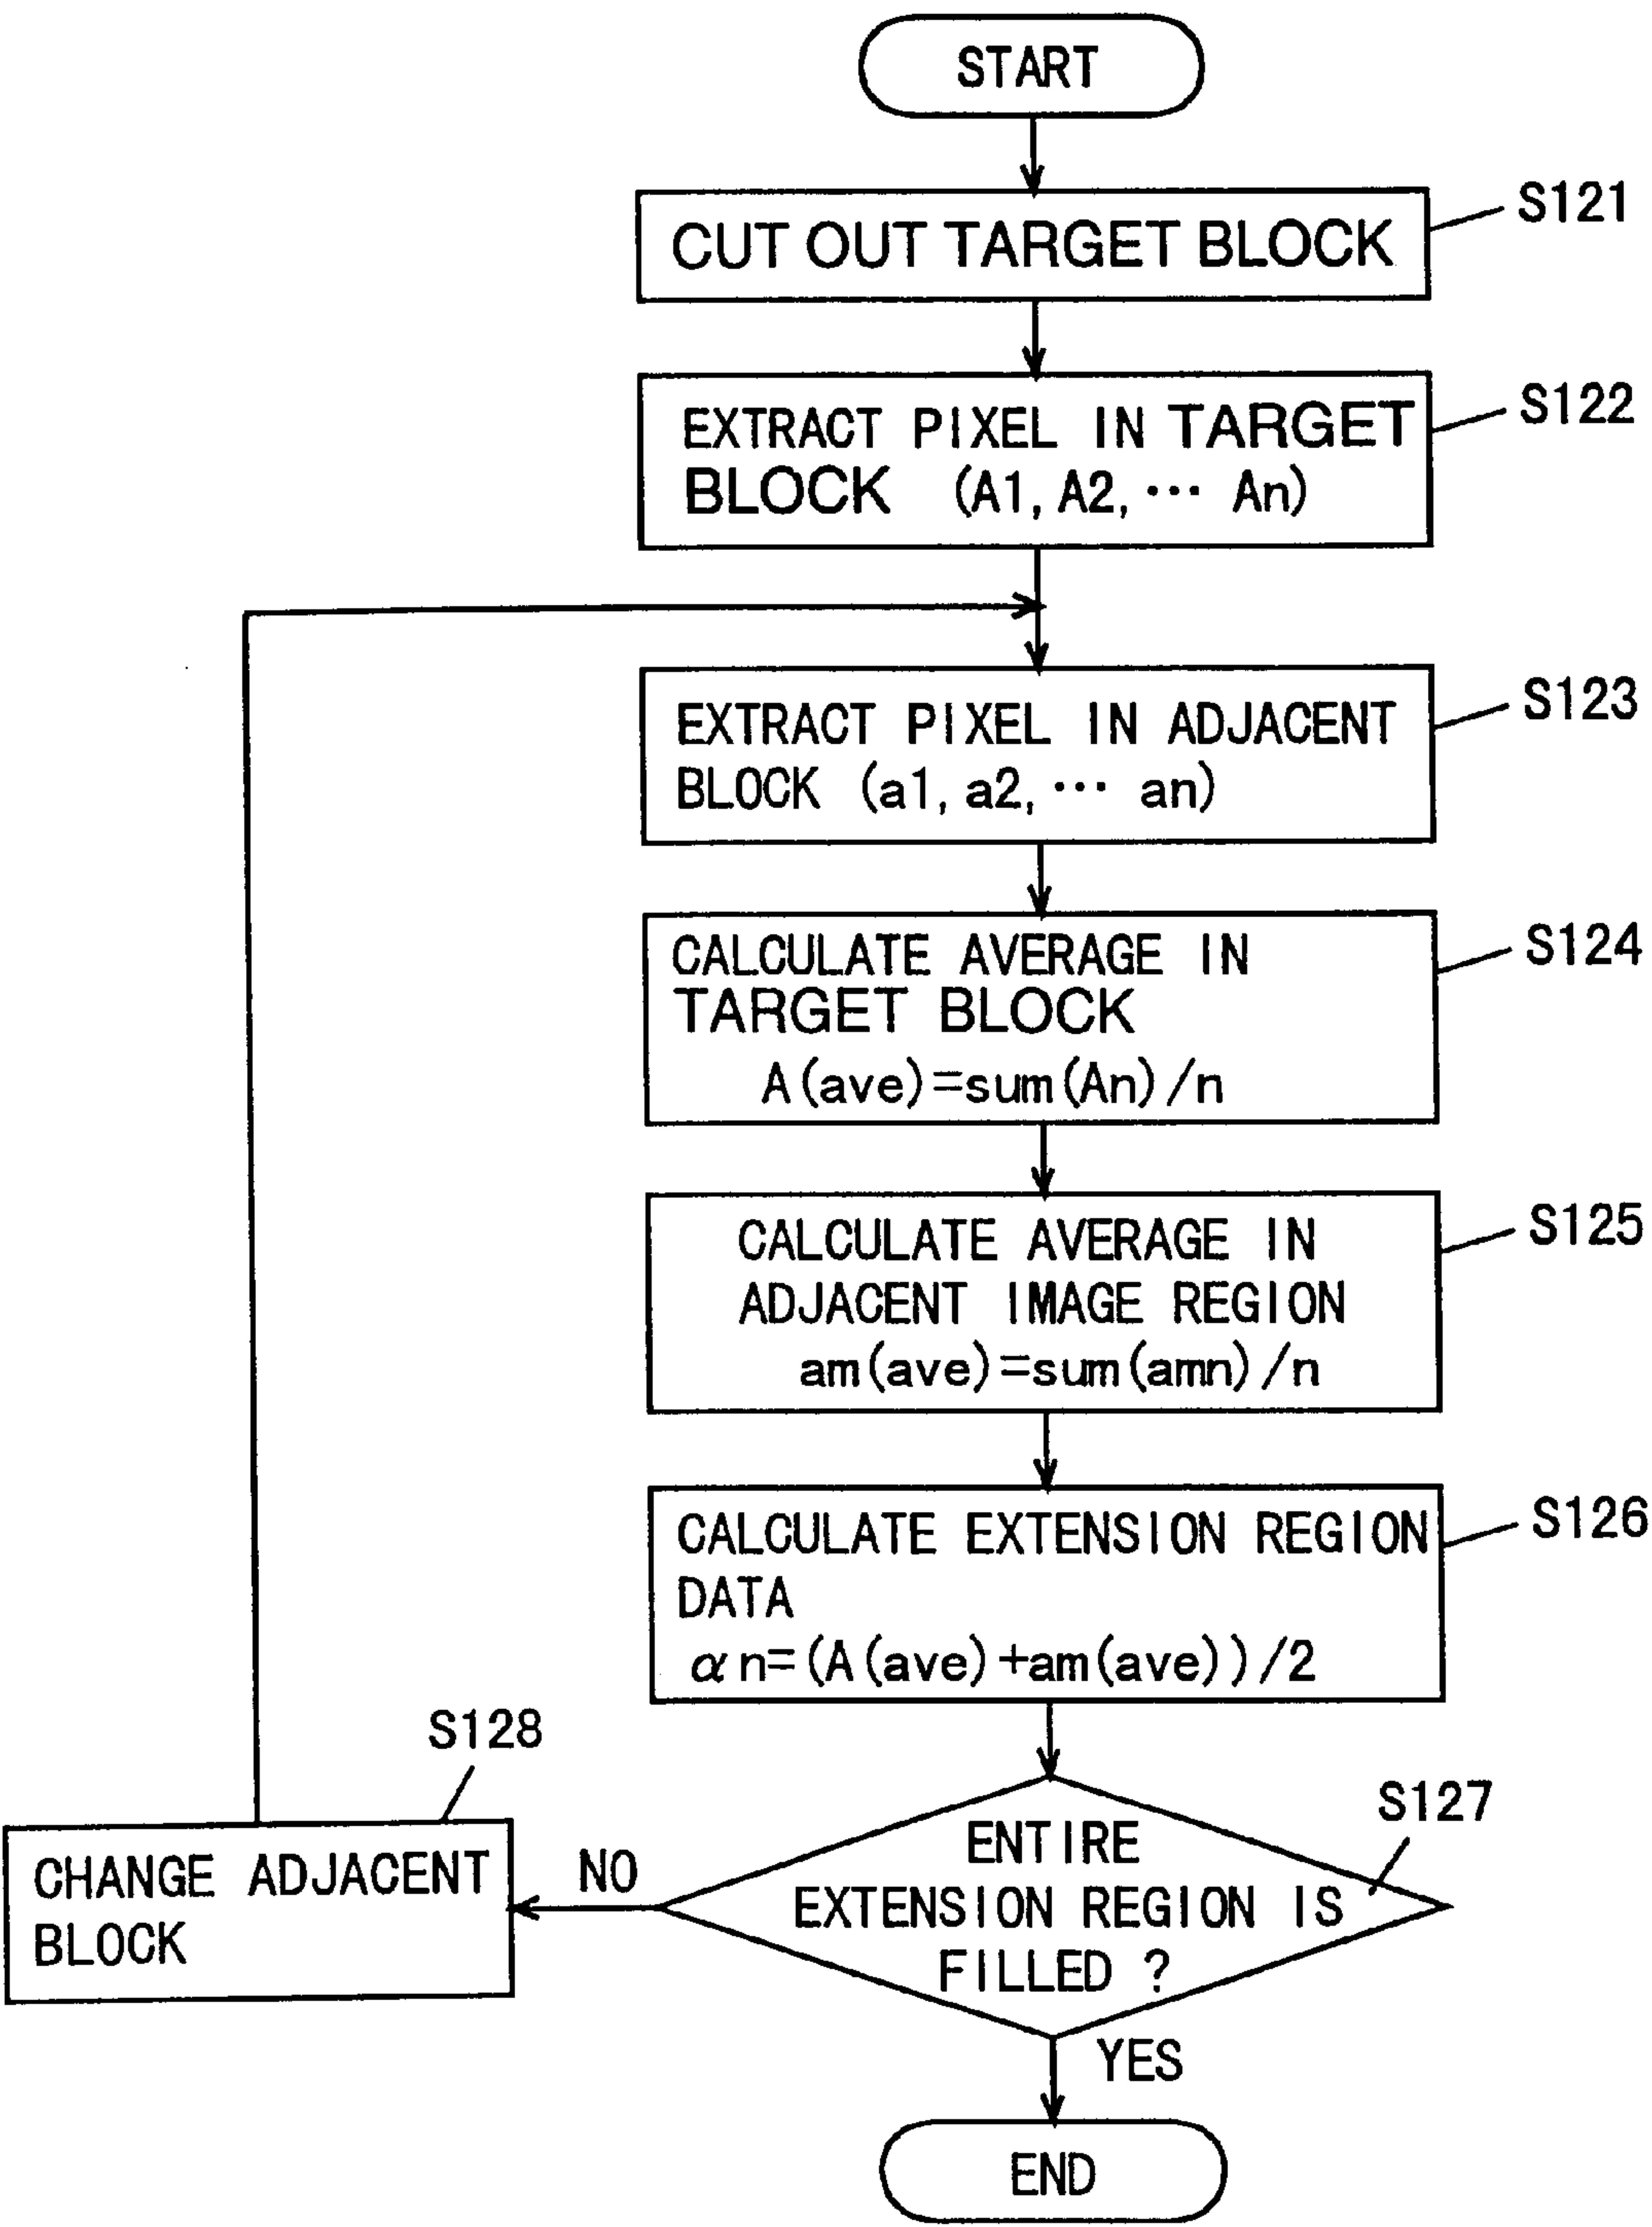 START
CUT OUT TARGET BLOCK
S121
EXTRACT PIXEL IN TARGET
BLOCK (A1, A2, ··· An)
S122
EXTRACT PIXEL IN ADJACENT
BLOCK (a1, a2, ··· an)
S123
CALCULATE AVERAGE IN
TARGET BLOCK
A(ave)=sum(An)/n
S124
CALCULATE AVERAGE IN
ADJACENT IMAGE REGION
am(ave)=sum(amn)/n
S125
CALCULATE EXTENSION REGION
DATA
αn=(A(ave)+am(ave))/2
S126
ENTIRE
EXTENSION REGION IS
FILLED ?
S127
NO
S128
CHANGE ADJACENT
BLOCK
YES
END